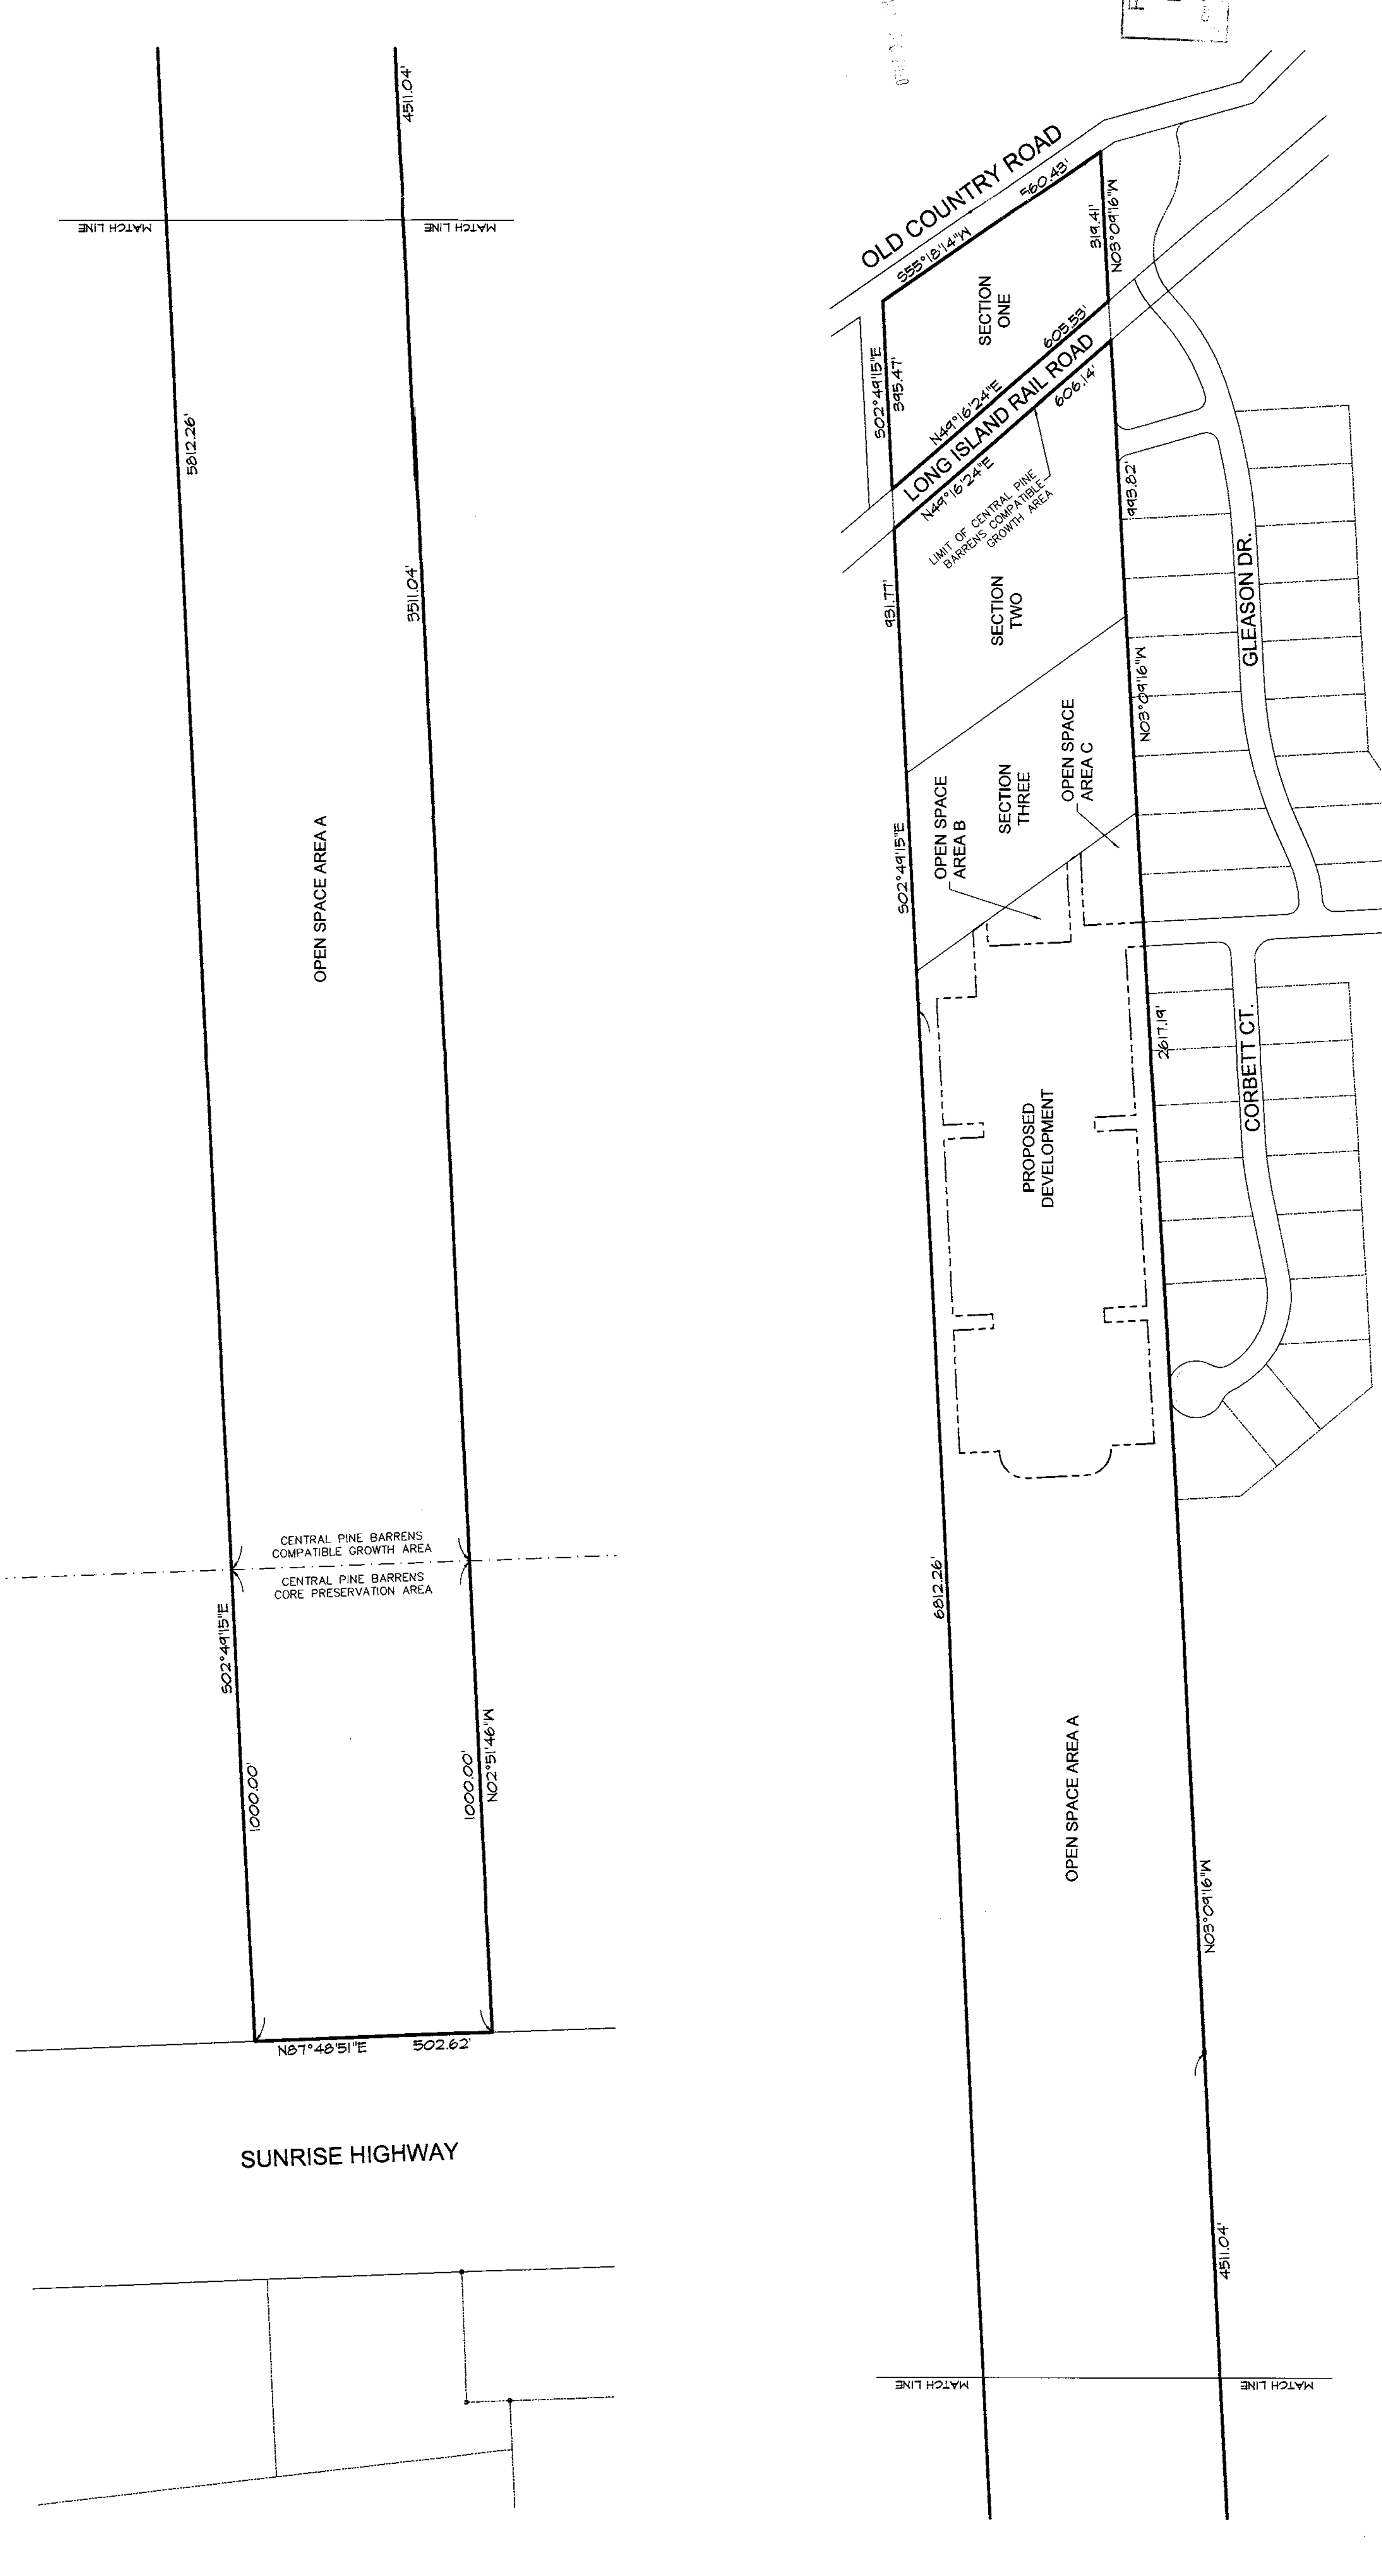 4511.04'
MATCH LINE
MATCH LINE
5812.26'
3511.04'
OPEN SPACE AREA A
CENTRAL PINE BARRENS
COMPATIBLE GROWTH AREA
CENTRAL PINE BARRENS
CORE PRESERVATION AREA
S02°49'15"E
1000.00'
1000.00'
N02°51'46"W
N87°48'51"E
502.62'
SUNRISE HIGHWAY
OLD COUNTRY ROAD
S55°18'14"W
560.43'
319.41'
N03°09'16"W
SECTION
ONE
S02°49'15"E
395.47'
N49°16'24"E
605.53'
LONG ISLAND RAIL ROAD
N49°16'24"E
606.14'
LIMIT OF CENTRAL PINE
BARRENS COMPATIBLE
GROWTH AREA
931.77'
993.82'
SECTION
TWO
GLEASON DR.
N03°09'16"W
OPEN SPACE
AREA C
SECTION
THREE
OPEN SPACE
AREA B
S02°49'15"E
2617.19'
CORBETT CT.
PROPOSED
DEVELOPMENT
6812.26'
OPEN SPACE AREA A
N03°09'16"W
4511.04'
MATCH LINE
MATCH LINE